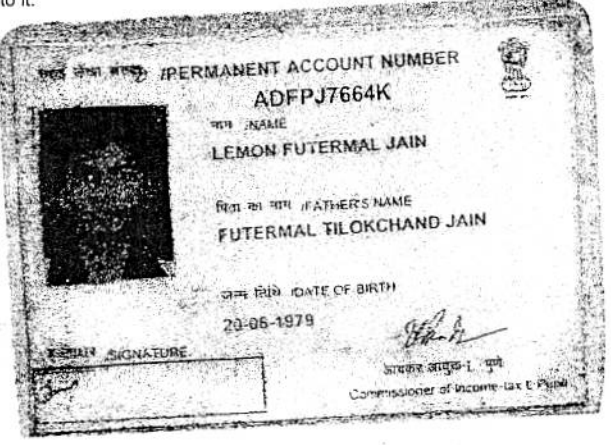 to it.
/PERMANENT ACCOUNT NUMBER
ADFPJ7664K
नाम /NAME
LEMON FUTERMAL JAIN
पिता का नाम /FATHER'S NAME
FUTERMAL TILOKCHAND JAIN
जन्म तिथि /DATE OF BIRTH
20-06-1979
/SIGNATURE
आयकर आयुक्त-I, पुणे
Commissioner of Income-tax I, Pune